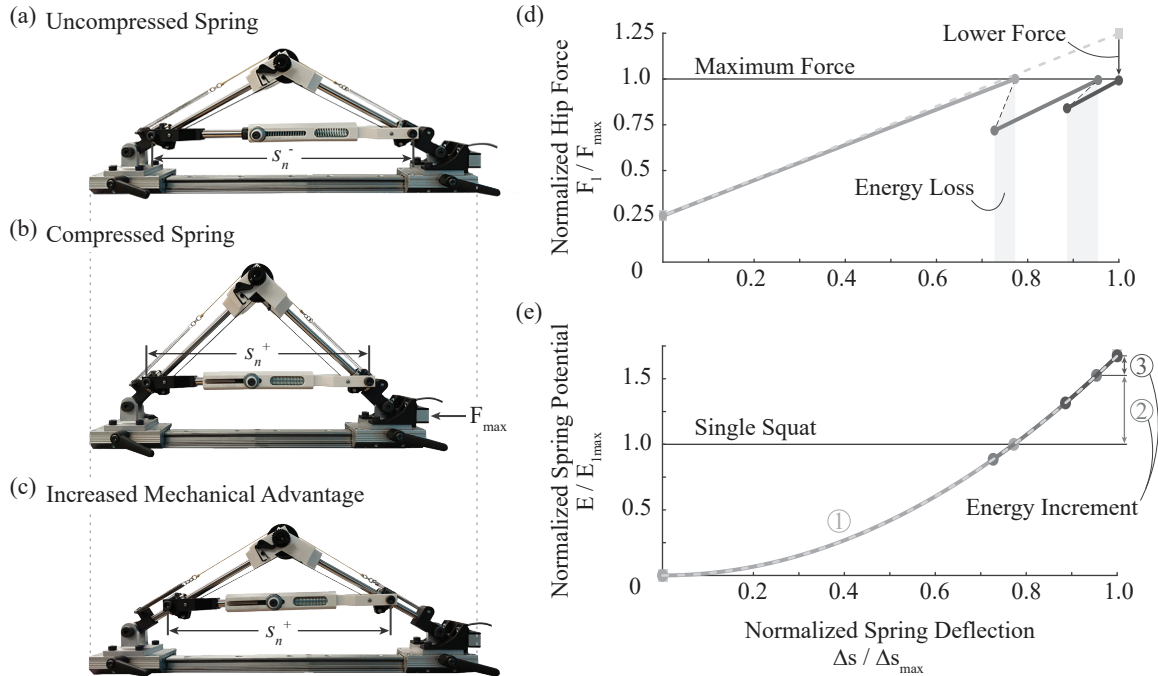 (a) Uncompressed Spring
s_n^-
(b) Compressed Spring
s_n^+
F_max
(c) Increased Mechanical Advantage
s_n^+
(d)
Normalized Hip Force
F_1 / F_max
1.25
1.0
0.75
0.5
0.25
0
Lower Force
Maximum Force
Energy Loss
0.2 0.4 0.6 0.8 1.0
(e)
Normalized Spring Potential
E / E_1max
1.5
1.0
0.5
0
Single Squat
③
②
①
Energy Increment
0.2 0.4 0.6 0.8 1.0
Normalized Spring Deflection
Δs / Δs_max